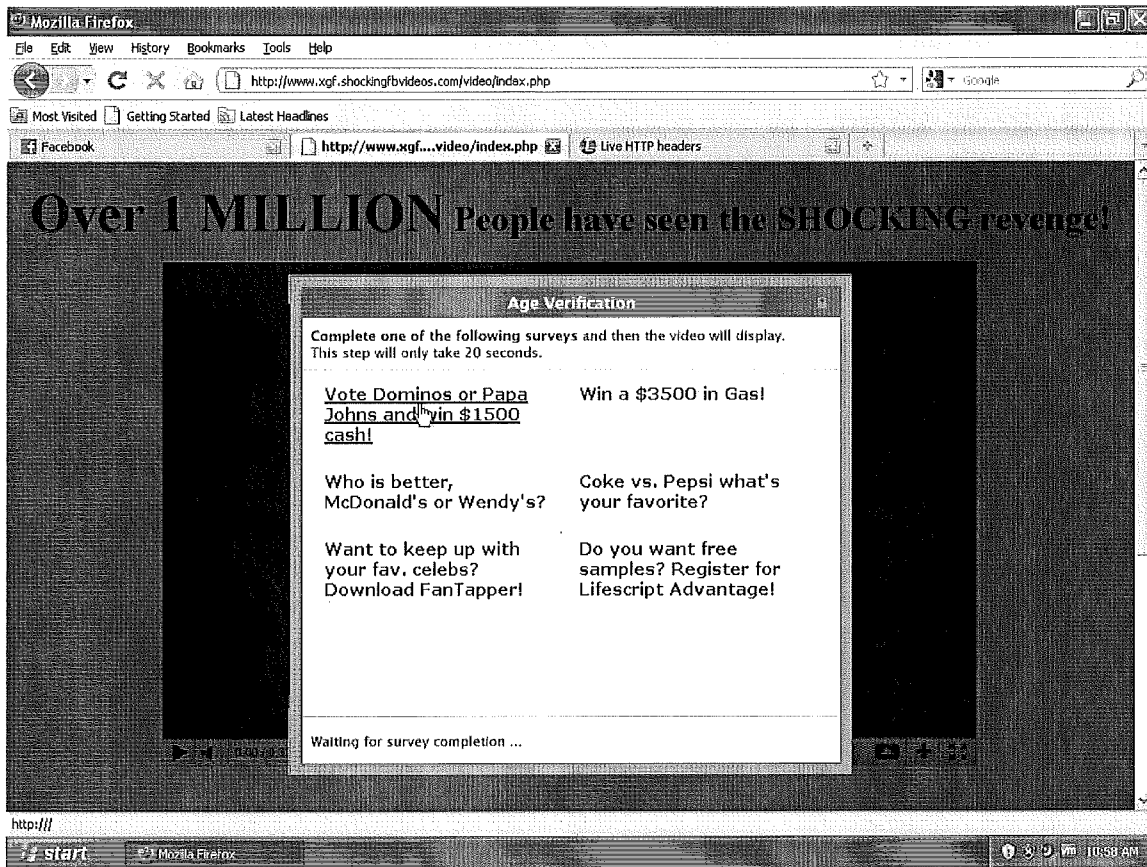 Mozilla Firefox
File Edit View History Bookmarks Tools Help
http://www.xgf.shockingfbvideos.com/video/index.php
Google
Most Visited Getting Started Latest Headlines
Facebook http://www.xgf....video/index.php Live HTTP headers
Over 1 MILLION People have seen the SHOCKING revenge!
Age Verification
Complete one of the following surveys and then the video will display.
This step will only take 20 seconds.
Vote Dominos or Papa
Johns and win $1500
cash!
Win a $3500 in Gas!
Who is better,
McDonald's or Wendy's?
Coke vs. Pepsi what's
your favorite?
Want to keep up with
your fav. celebs?
Download FanTapper!
Do you want free
samples? Register for
Lifescript Advantage!
Waiting for survey completion ...
http:///
start Mozilla Firefox 10:58 AM